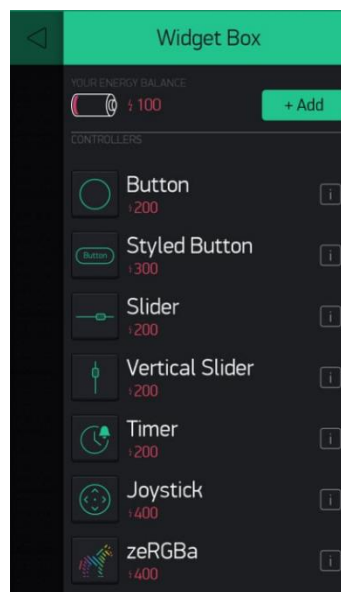 Widget Box
YOUR ENERGY BALANCE
100
+ Add
CONTROLLERS
Button
200
Button
Styled Button
300
Slider
200
Vertical Slider
200
Timer
200
Joystick
400
zeRGBa
400